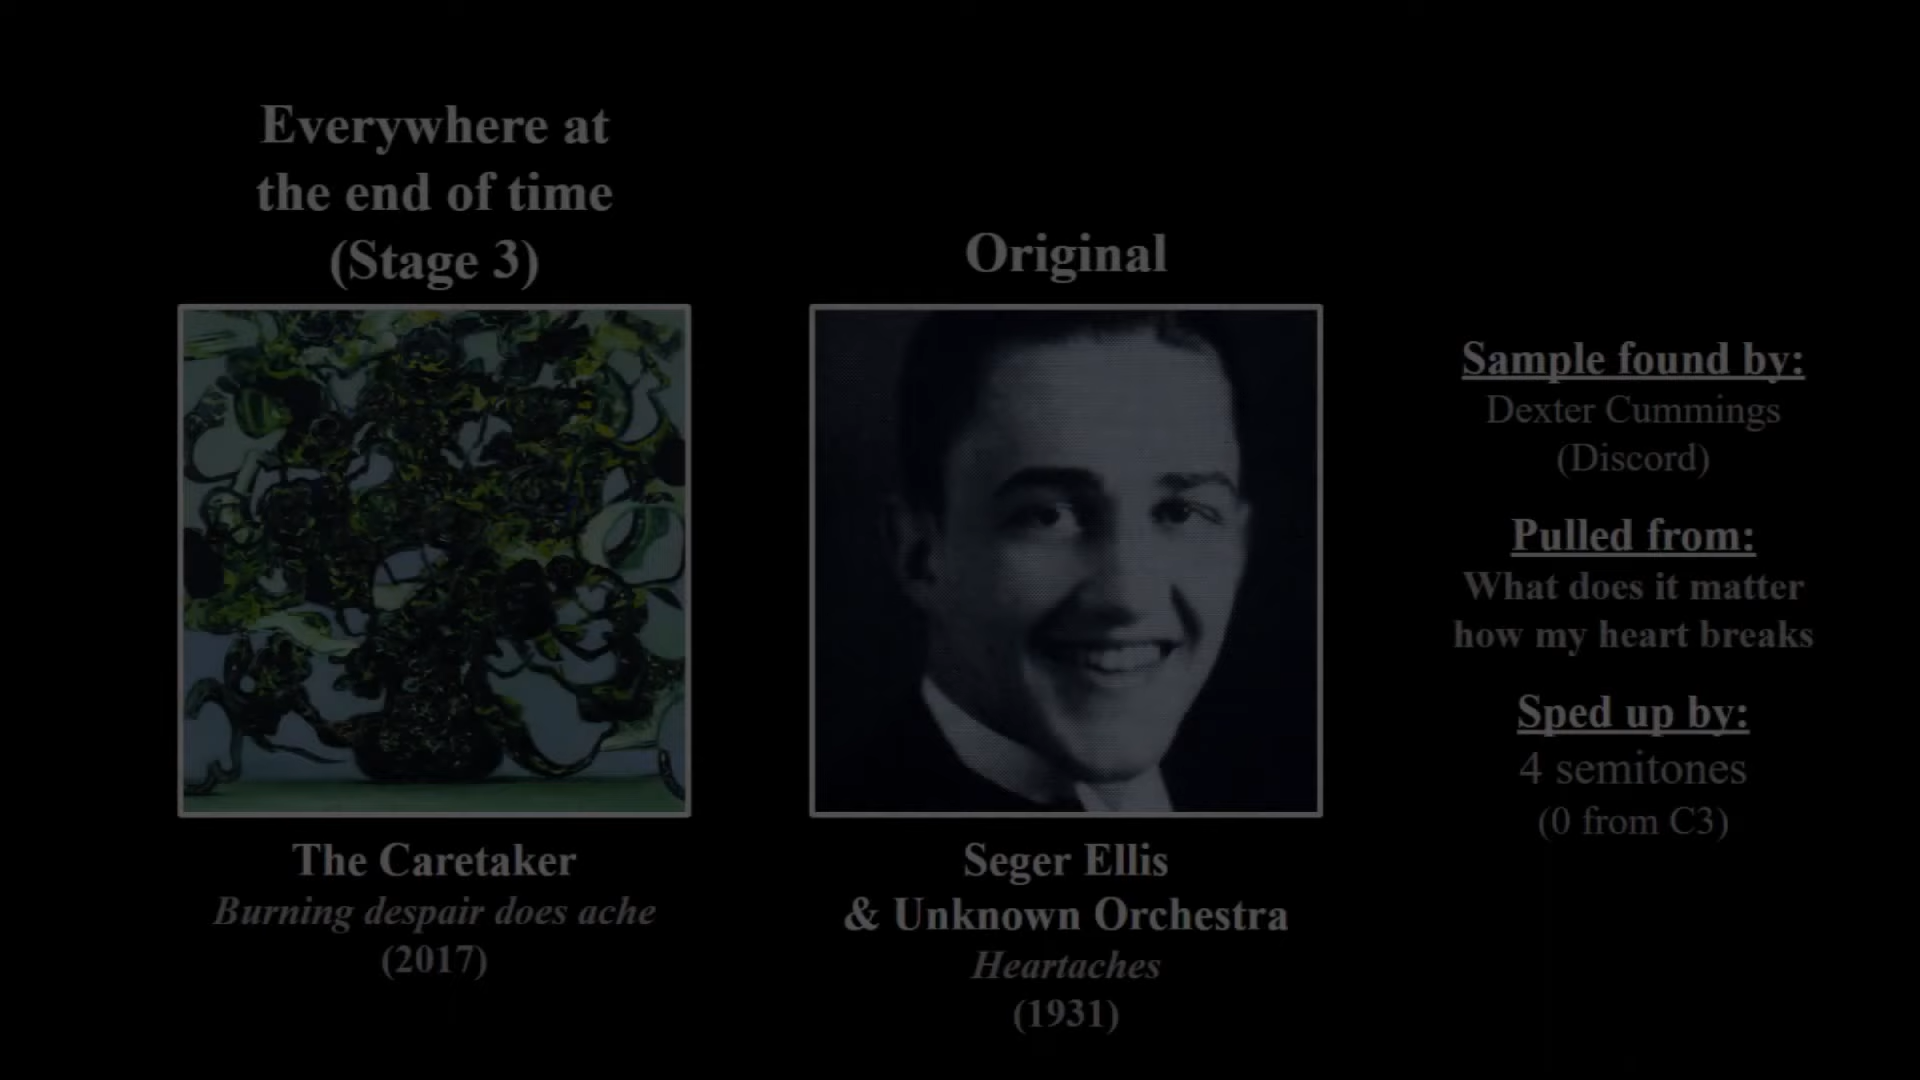 Everywhere at
the end of time
(Stage 3)
The Caretaker
Burning despair does ache
(2017)
Original
Seger Ellis
& Unknown Orchestra
Heartaches
(1931)
Sample found by:
Dexter Cummings
(Discord)
Pulled from:
What does it matter
how my heart breaks
Sped up by:
4 semitones
(0 from C3)